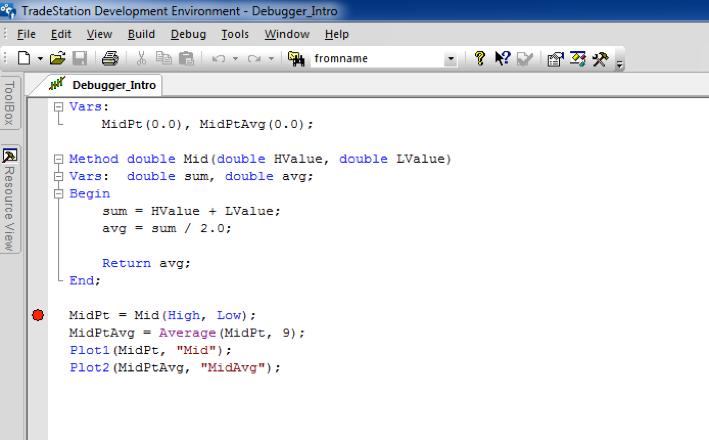 TradeStation Development Environment - Debugger_Intro
File Edit View Build Debug Tools Window Help
fromname
Debugger_Intro
ToolBox
Resource View
Vars:
MidPt(0.0), MidPtAvg(0.0);
Method double Mid(double HValue, double LValue)
Vars:  double sum, double avg;
Begin
sum = HValue + LValue;
avg = sum / 2.0;
Return avg;
End;
MidPt = Mid(High, Low);
MidPtAvg = Average(MidPt, 9);
Plot1(MidPt, "Mid");
Plot2(MidPtAvg, "MidAvg");